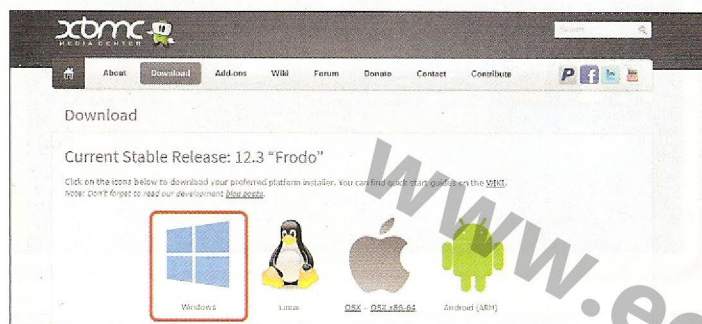 xbmc
MEDIA CENTER
Search
About Download Add-ons Wiki Forum Donate Contact Contribute
Download
Current Stable Release: 12.3 "Frodo"
Click on the icons below to download your preferred platform installer. You can find quick start guides on the WIKI.
Note: Don't forget to read our development blog posts.
Windows Linux OSX – OSX x86-64 Android (ARM)
www.